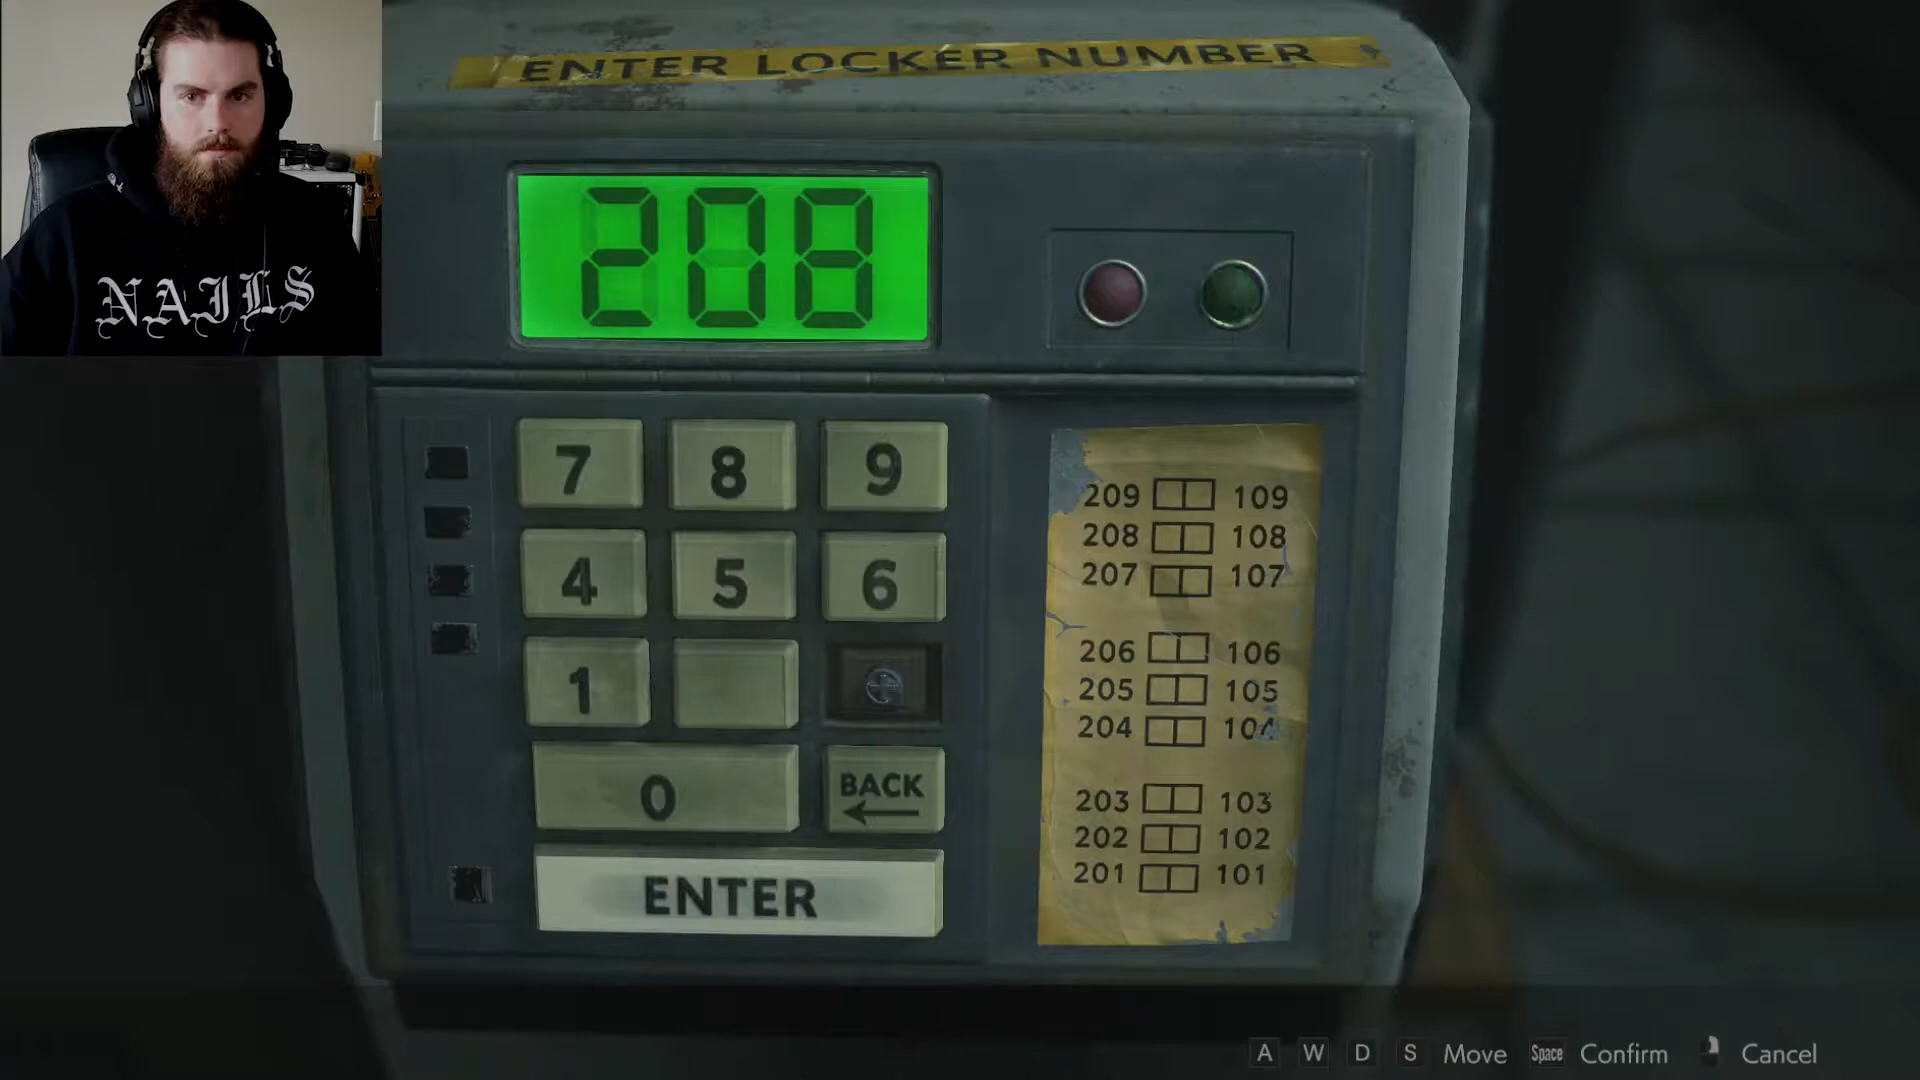 ENTER LOCKER NUMBER
NAILS
208
7 8 9
4 5 6
1
0 BACK
ENTER
209 109
208 108
207 107
206 106
205 105
204 104
203 103
202 102
201 101
A W D S Move Space Confirm Cancel